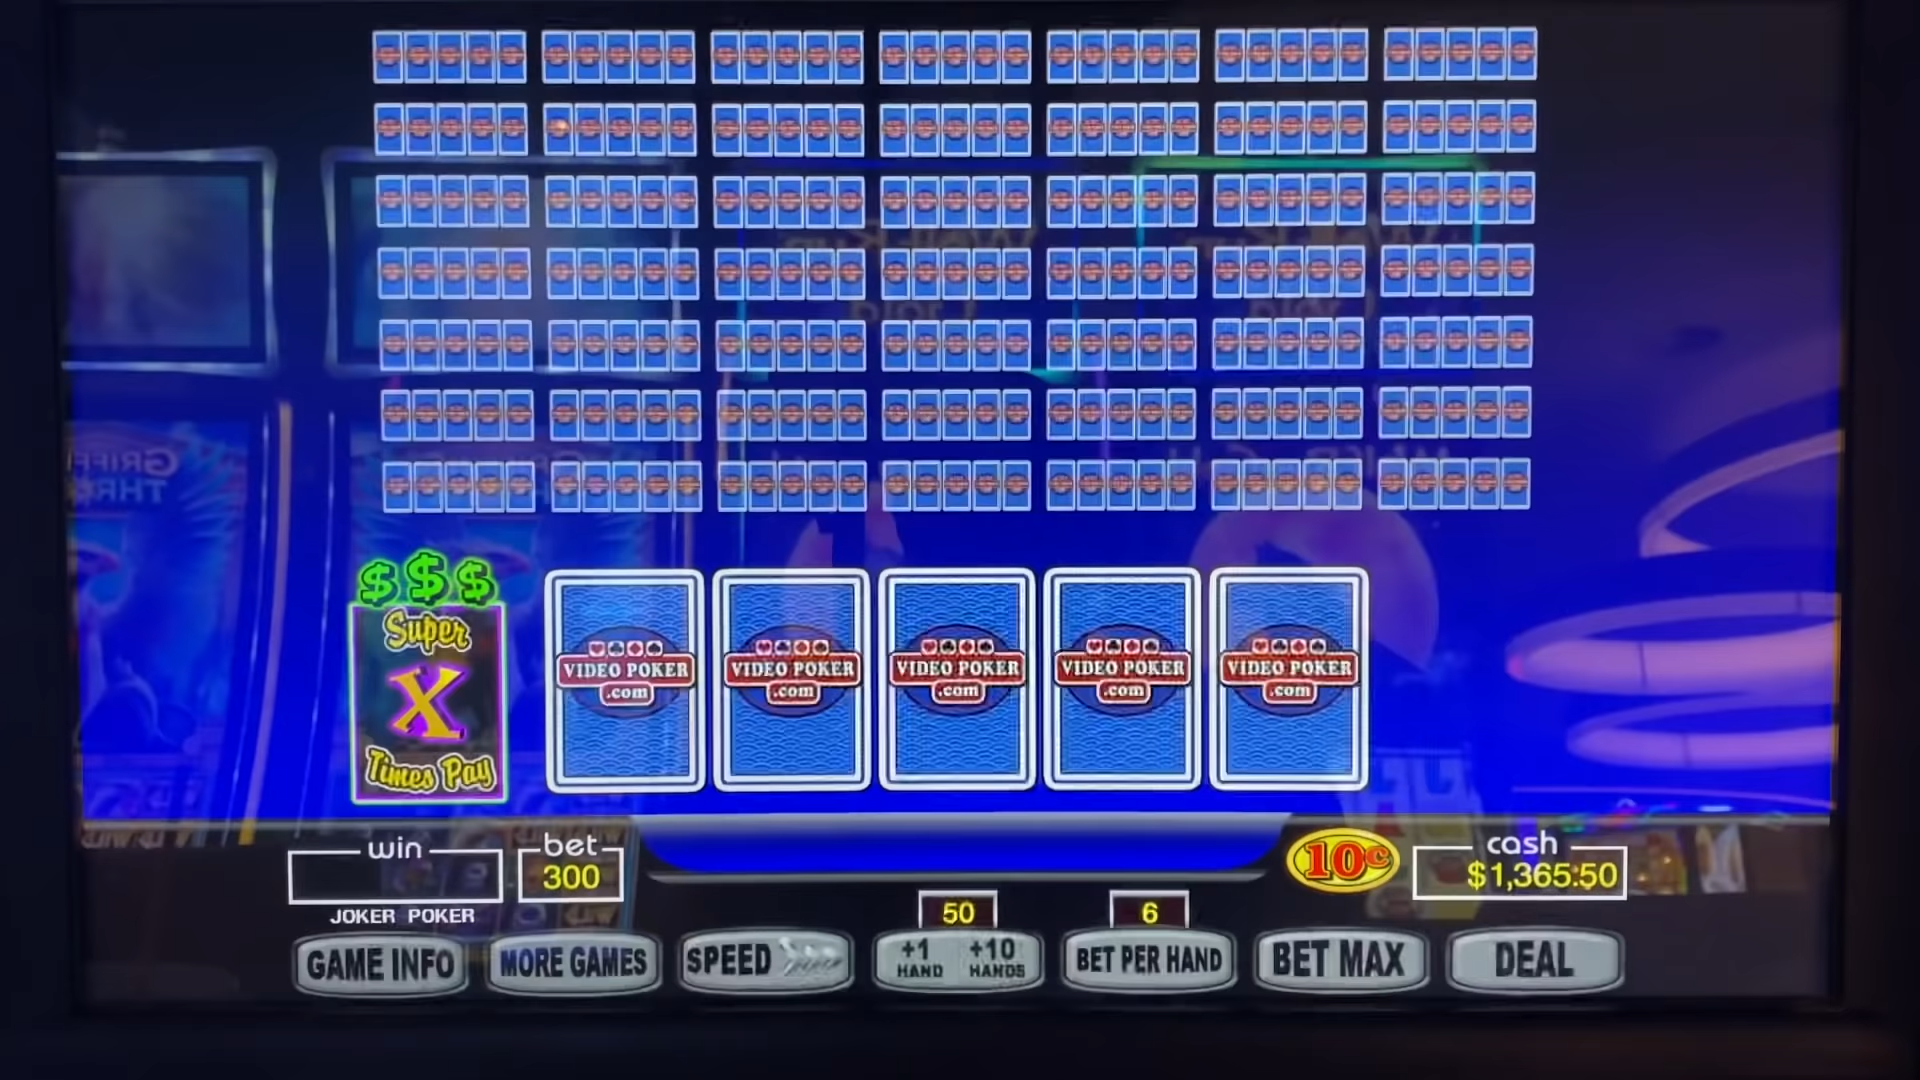 $ $ $
Super
X
Times Pay
VIDEO POKER
.com
VIDEO POKER
.com
VIDEO POKER
.com
VIDEO POKER
.com
VIDEO POKER
.com
win
bet
300
10¢
cash
$1,365.50
JOKER POKER
50
6
GAME INFO
MORE GAMES
SPEED
+1
HAND
+10
HANDS
BET PER HAND
BET MAX
DEAL